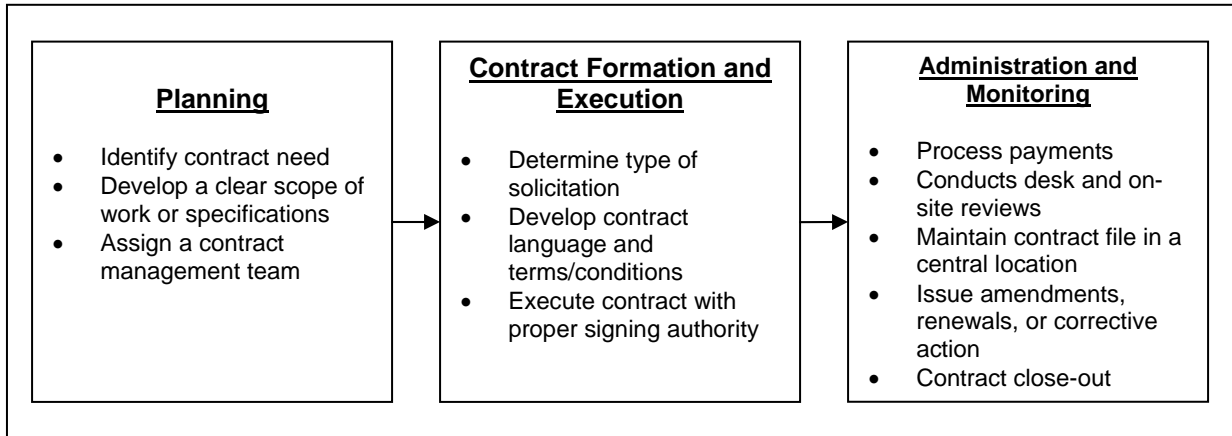 Planning
• Identify contract need
• Develop a clear scope of
work or specifications
• Assign a contract
management team
Contract Formation and
Execution
• Determine type of
solicitation
• Develop contract
language and
terms/conditions
• Execute contract with
proper signing authority
Administration and
Monitoring
• Process payments
• Conducts desk and on-
site reviews
• Maintain contract file in a
central location
• Issue amendments,
renewals, or corrective
action
• Contract close-out